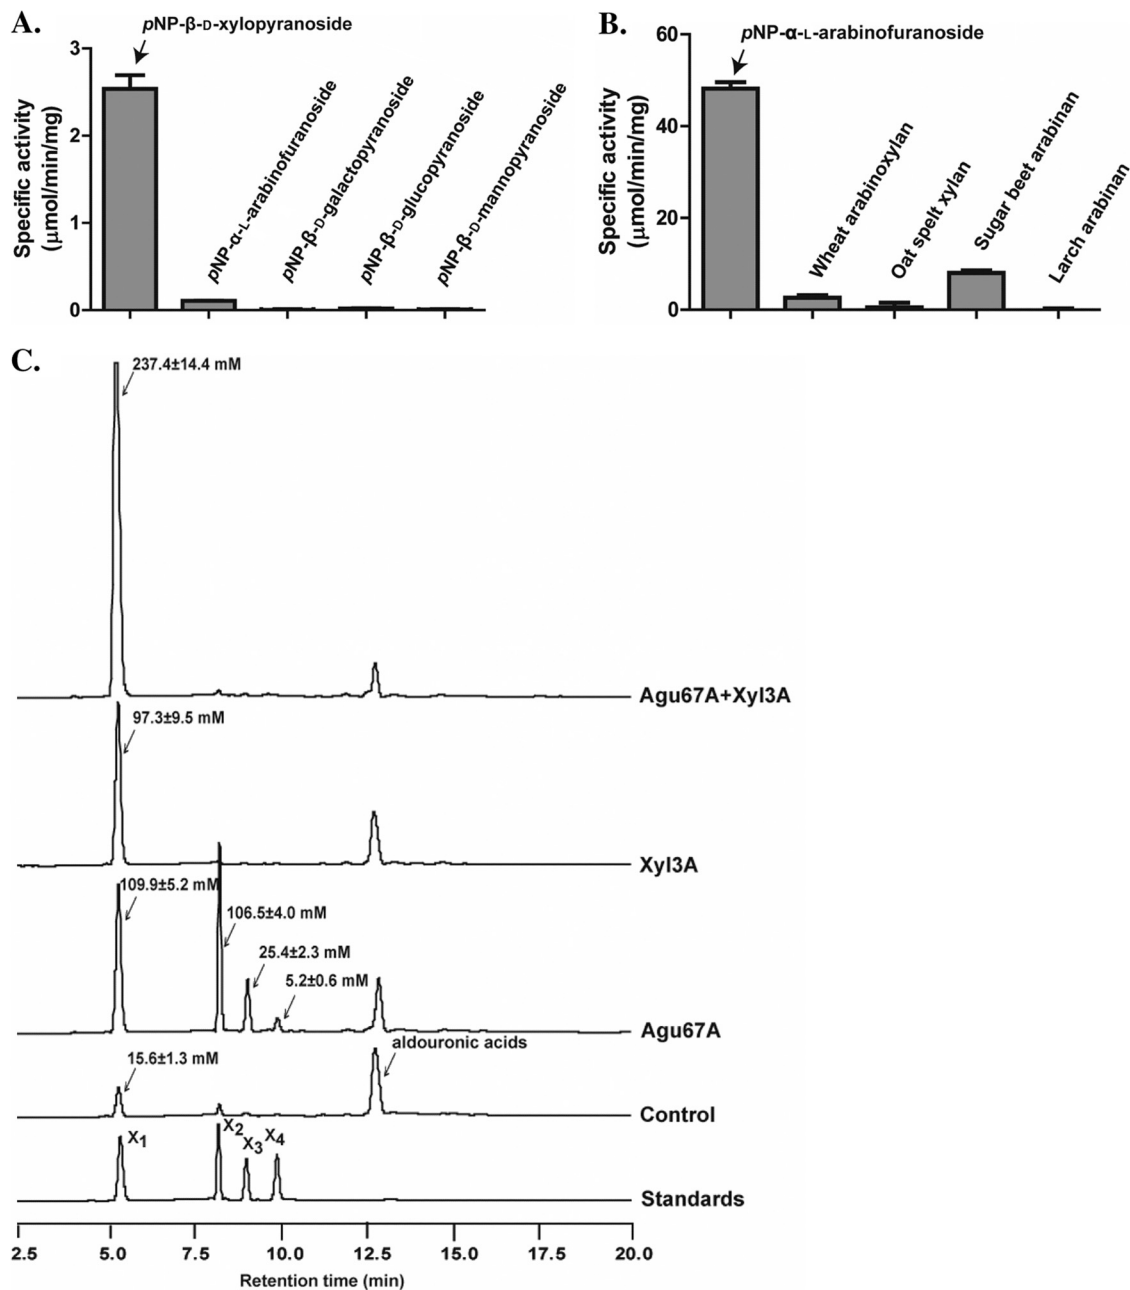 A.
pNP-β-D-xylopyranoside
3
2
1
0
Specific activity
(μmol/min/mg)
pNP-α-L-arabinofuranoside
pNP-β-D-galactopyranoside
pNP-β-D-glucopyranoside
pNP-β-D-mannopyranoside
B.
pNP-α-L-arabinofuranoside
60
40
20
0
Specific activity
(μmol/min/mg)
Wheat arabinoxylan
Oat spelt xylan
Sugar beet arabinan
Larch arabinan
C.
237.4±14.4 mM
Agu67A+Xyl3A
97.3±9.5 mM
Xyl3A
109.9±5.2 mM
106.5±4.0 mM
25.4±2.3 mM
5.2±0.6 mM
Agu67A
aldouronic acids
15.6±1.3 mM
Control
X1
X2
X3
X4
Standards
2.5 5.0 7.5 10.0 12.5 15.0 17.5 20.0
Retention time (min)